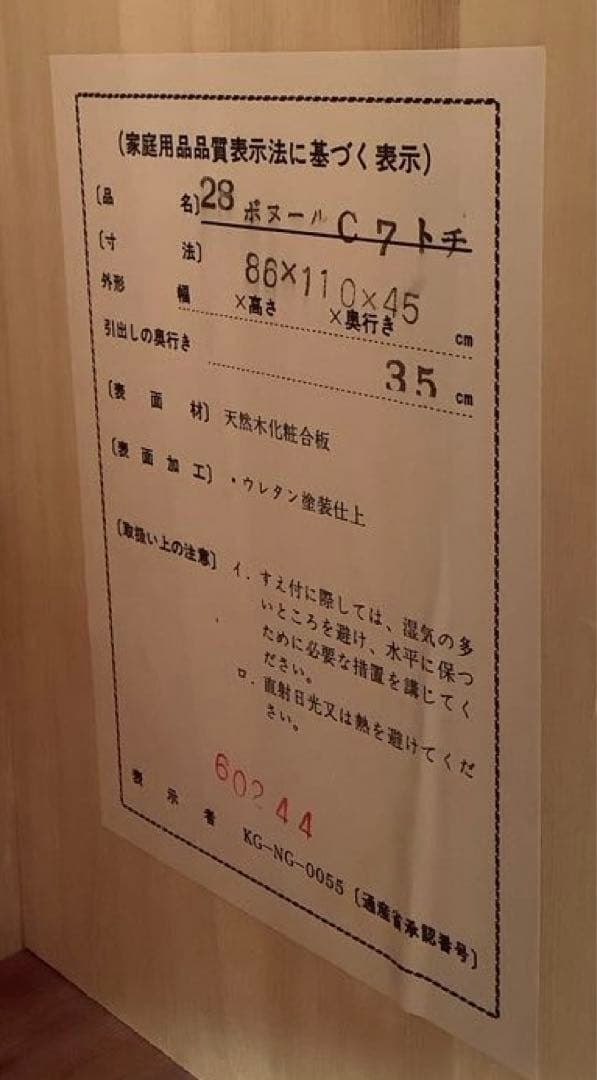 (家庭用品品質表示法に基づく表示)
〔品 名〕28 ボヌール C7トチ
〔寸 法〕
外形 幅 86×110×45
×高さ ×奥行き cm
引出しの奥行き 35 cm
〔表 面 材〕 天然木化粧合板
〔表 面 加 工〕・ウレタン塗装仕上
〔取扱い上の注意〕 イ. すえ付に際しては、湿気の多
いところを避け、水平に保つ
ために必要な措置を講じてく
ださい。
ロ. 直射日光又は熱を避けてくだ
さい。
60244
表 示 者 KG-NG-0055〔通産省承認番号〕